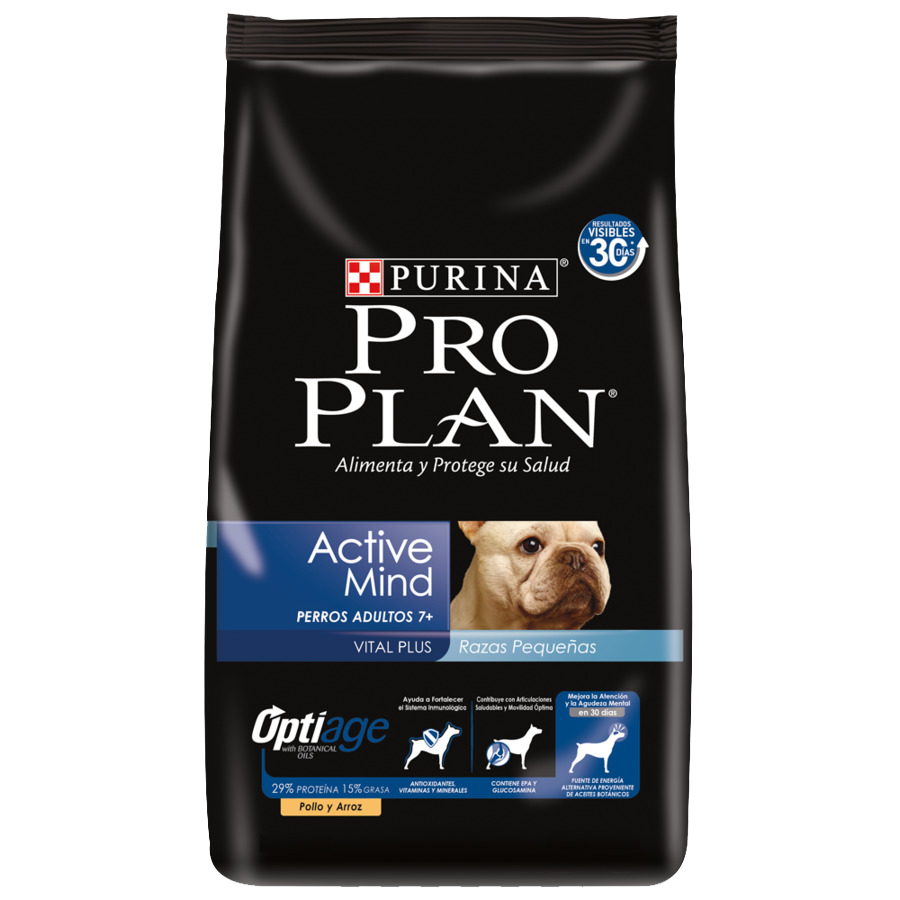 RESULTADOS
VISIBLES
EN 30 DÍAS
PURINA®
PRO
PLAN®
Alimenta y Protege su Salud
Active
Mind
PERROS ADULTOS 7+
VITAL PLUS
Razas Pequeñas
Optiage
with BOTANICAL
OILS
Ayuda a Fortalecer
el Sistema Inmunológico
ANTIOXIDANTES,
VITAMINAS Y MINERALES
Contribuye con Articulaciones
Saludables y Movilidad Óptima
CONTIENE EPA Y
GLUCOSAMINA
Mejora la Atención
y la Agudeza Mental
en 30 días
FUENTE DE ENERGÍA
ALTERNATIVA PROVENIENTE
DE ACEITES BOTÁNICOS
29% PROTEÍNA 15% GRASA
Pollo y Arroz